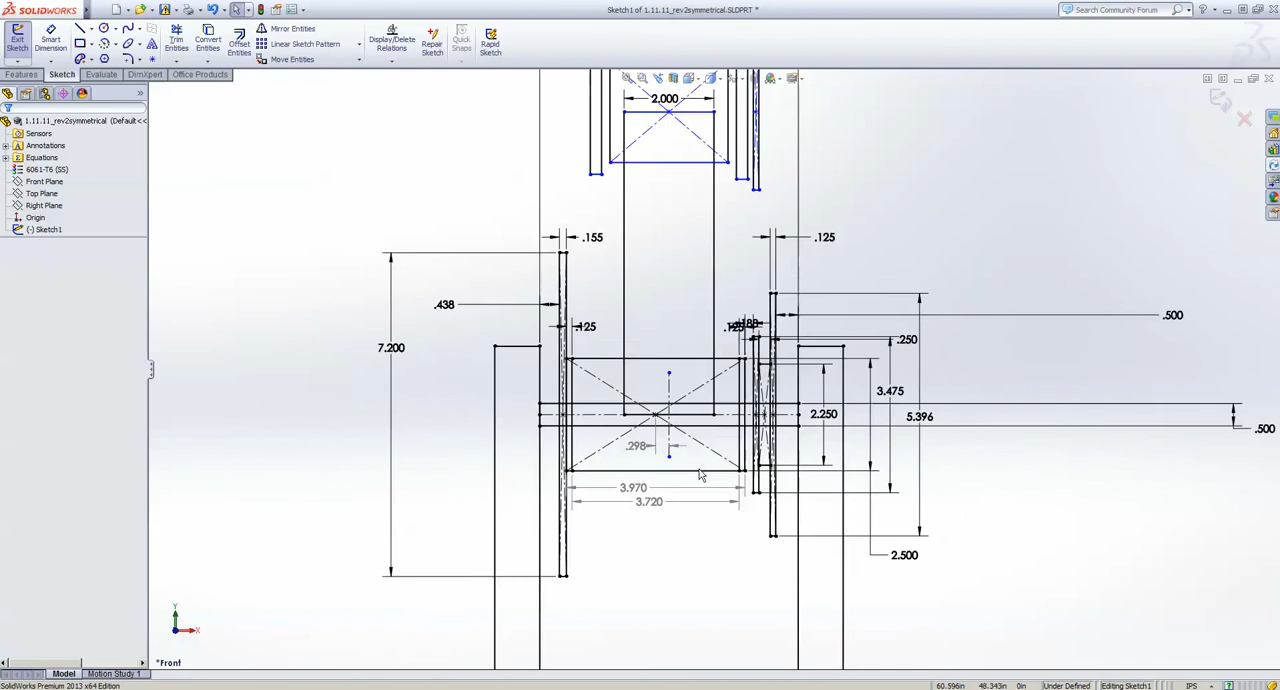 SOLIDWORKS
Sketch1 of 1.11.11_rev2symmetrical.SLDPRT *
Search Community Forum
Exit Sketch
Smart Dimension
Trim Entities
Convert Entities
Offset Entities
Mirror Entities
Linear Sketch Pattern
Move Entities
Display/Delete Relations
Repair Sketch
Quick Snaps
Rapid Sketch
Features
Sketch
Evaluate
DimXpert
Office Products
1.11.11_rev2symmetrical (Default<<
Sensors
Annotations
Equations
6061-T6 (SS)
Front Plane
Top Plane
Right Plane
Origin
(-) Sketch1
2.000
.155
.125
.438
.500
.125
.125
.188
.250
7.200
3.475
2.250
5.396
.500
.298
3.970
3.720
2.500
Y
X
*Front
Model
Motion Study 1
SolidWorks Premium 2013 x64 Edition
60.596in
48.343in
0in
Under Defined
Editing Sketch1
IPS